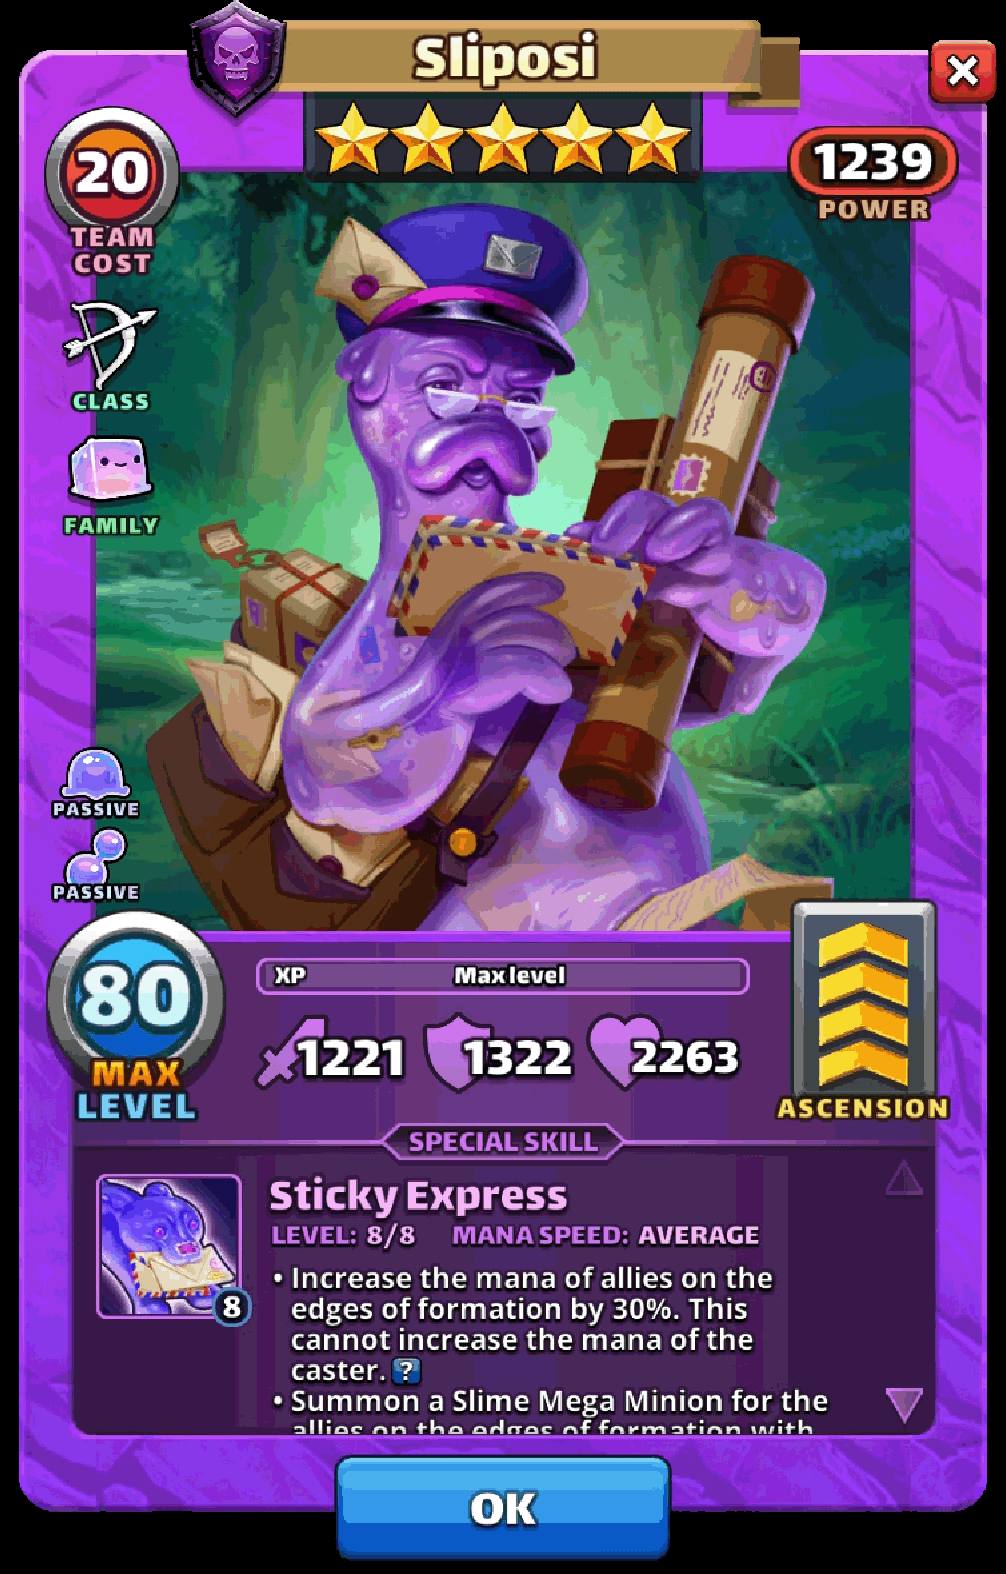 Sliposi
20
TEAM
COST
1239
POWER
CLASS
FAMILY
PASSIVE
PASSIVE
80
MAX
LEVEL
XP Max level
1221 1322 2263
ASCENSION
SPECIAL SKILL
Sticky Express
LEVEL: 8/8 MANA SPEED: AVERAGE
8
• Increase the mana of allies on the
edges of formation by 30%. This
cannot increase the mana of the
caster. ?
• Summon a Slime Mega Minion for the
allies on the edges of formation with
OK